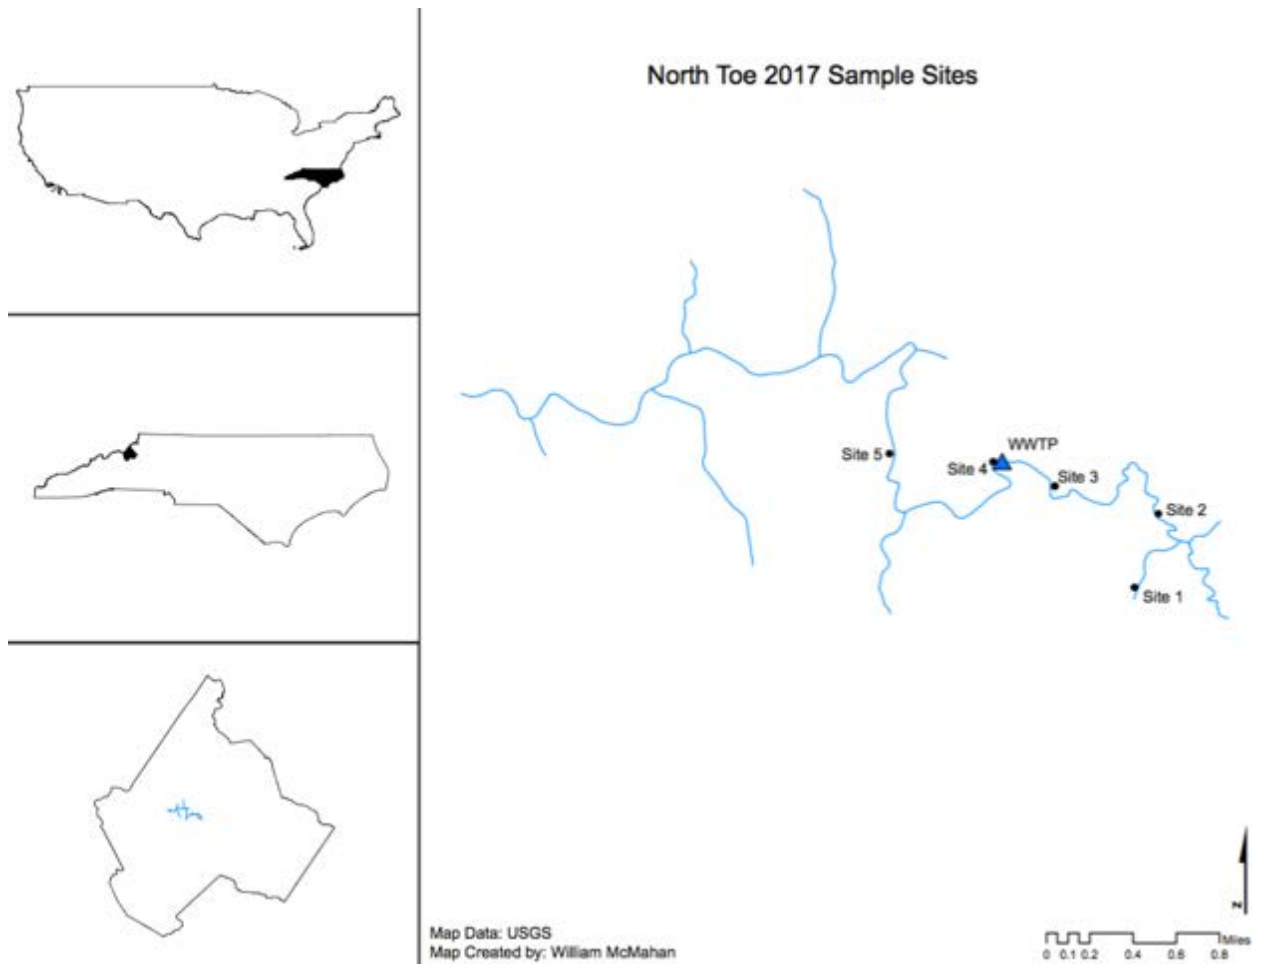 North Toe 2017 Sample Sites
WWTP
Site 5
Site 4
Site 3
Site 2
Site 1
N
Map Data: USGS
Map Created by: William McMahan
Miles
0 0.1 0.2 0.4 0.6 0.8